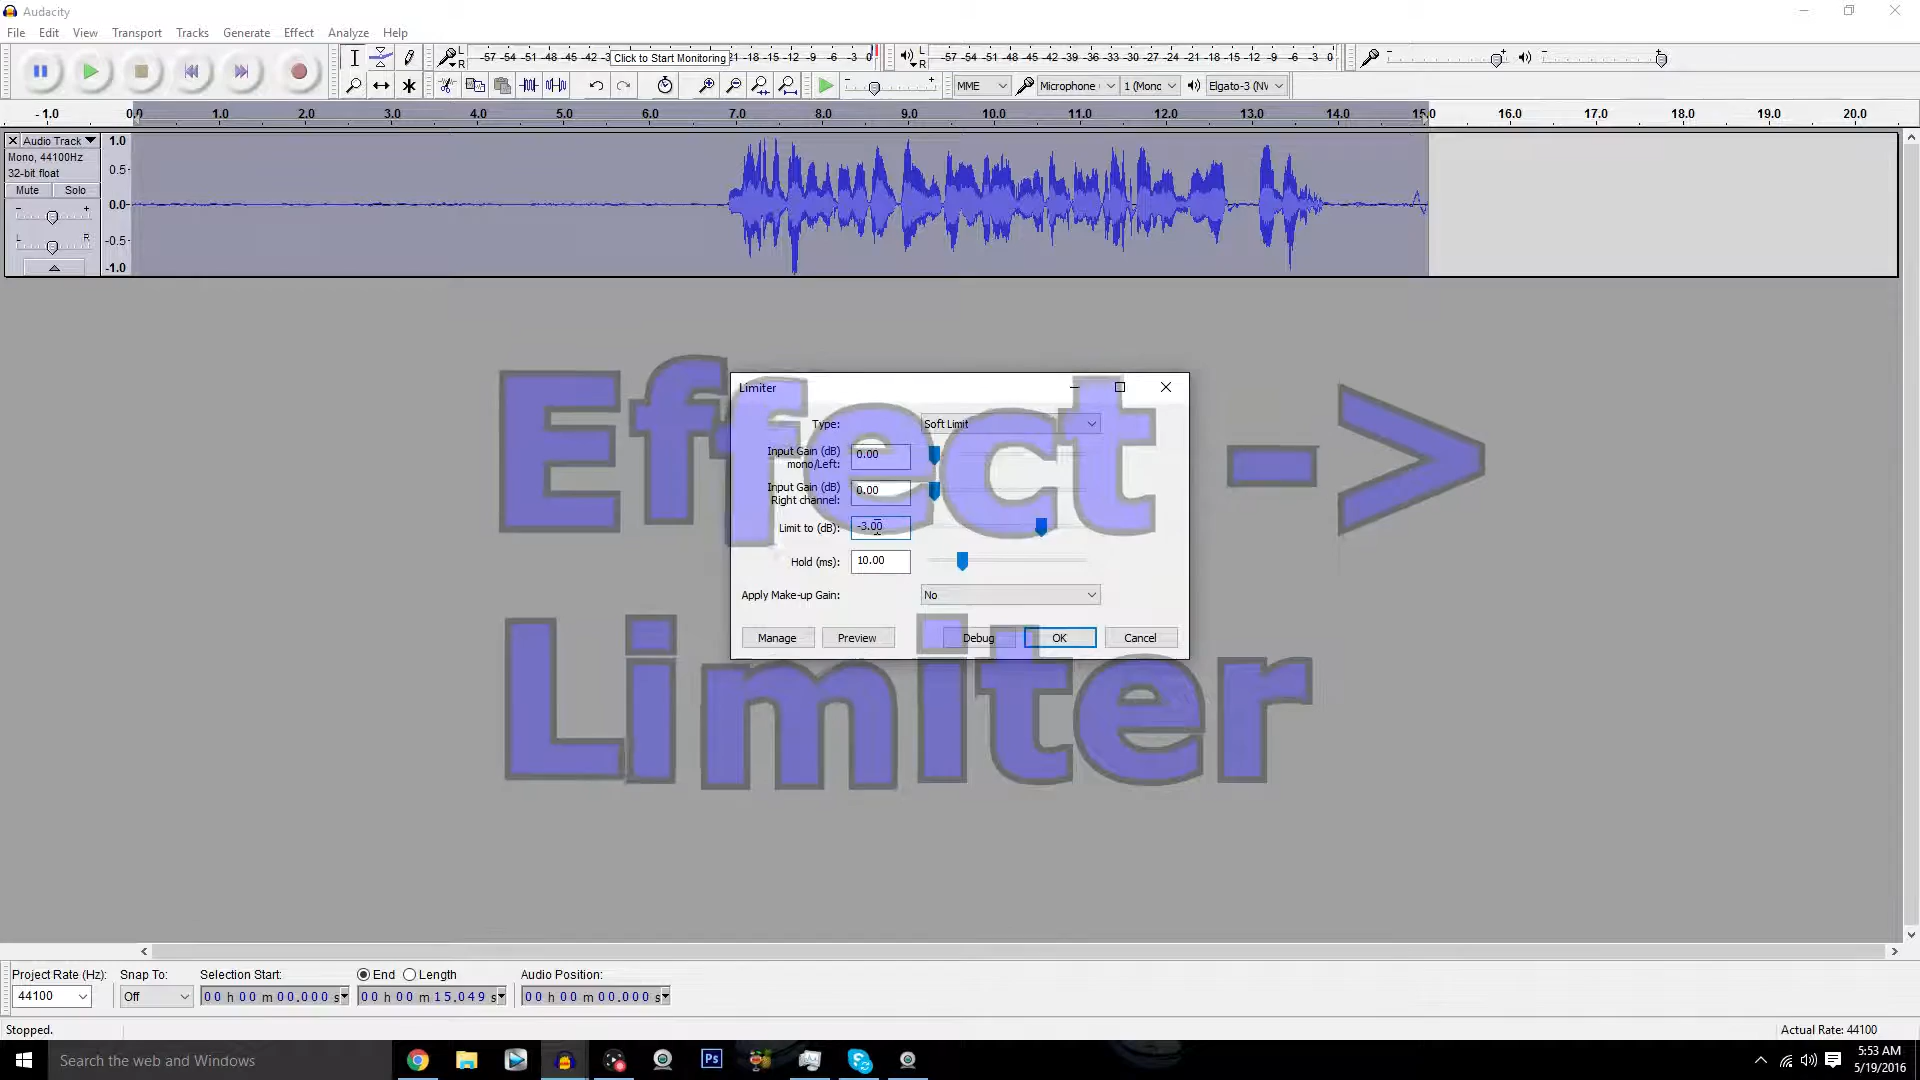 Audacity
File Edit View Transport Tracks Generate Effect Analyze Help
L R -57 -54 -51 -48 -45 -42 -3 Click to Start Monitoring 21 -18 -15 -12 -9 -6 -3 0 L R -57 -54 -51 -48 -45 -42 -39 -36 -33 -30 -27 -24 -21 -18 -15 -12 -9 -6 -3 0
MME Microphone 1 (Monc Elgato-3 (NV
-1.0 0.0 1.0 2.0 3.0 4.0 5.0 6.0 7.0 8.0 9.0 10.0 11.0 12.0 13.0 14.0 15.0 16.0 17.0 18.0 19.0 20.0
Audio Track 1.0
Mono, 44100Hz
32-bit float 0.5-
Mute Solo
- + 0.0-
L R -0.5-
-1.0
Effect ->
Limiter
Limiter
Type: Soft Limit
Input Gain (dB)
mono/Left: 0.00
Input Gain (dB)
Right channel: 0.00
Limit to (dB): -3.00
Hold (ms): 10.00
Apply Make-up Gain: No
Manage Preview Debug OK Cancel
Project Rate (Hz): Snap To: Selection Start: End Length Audio Position:
44100 Off 00 h 00 m 00.000 s 00 h 00 m 15.049 s 00 h 00 m 00.000 s
Stopped. Actual Rate: 44100
Search the web and Windows Ps 5:53 AM
5/19/2016